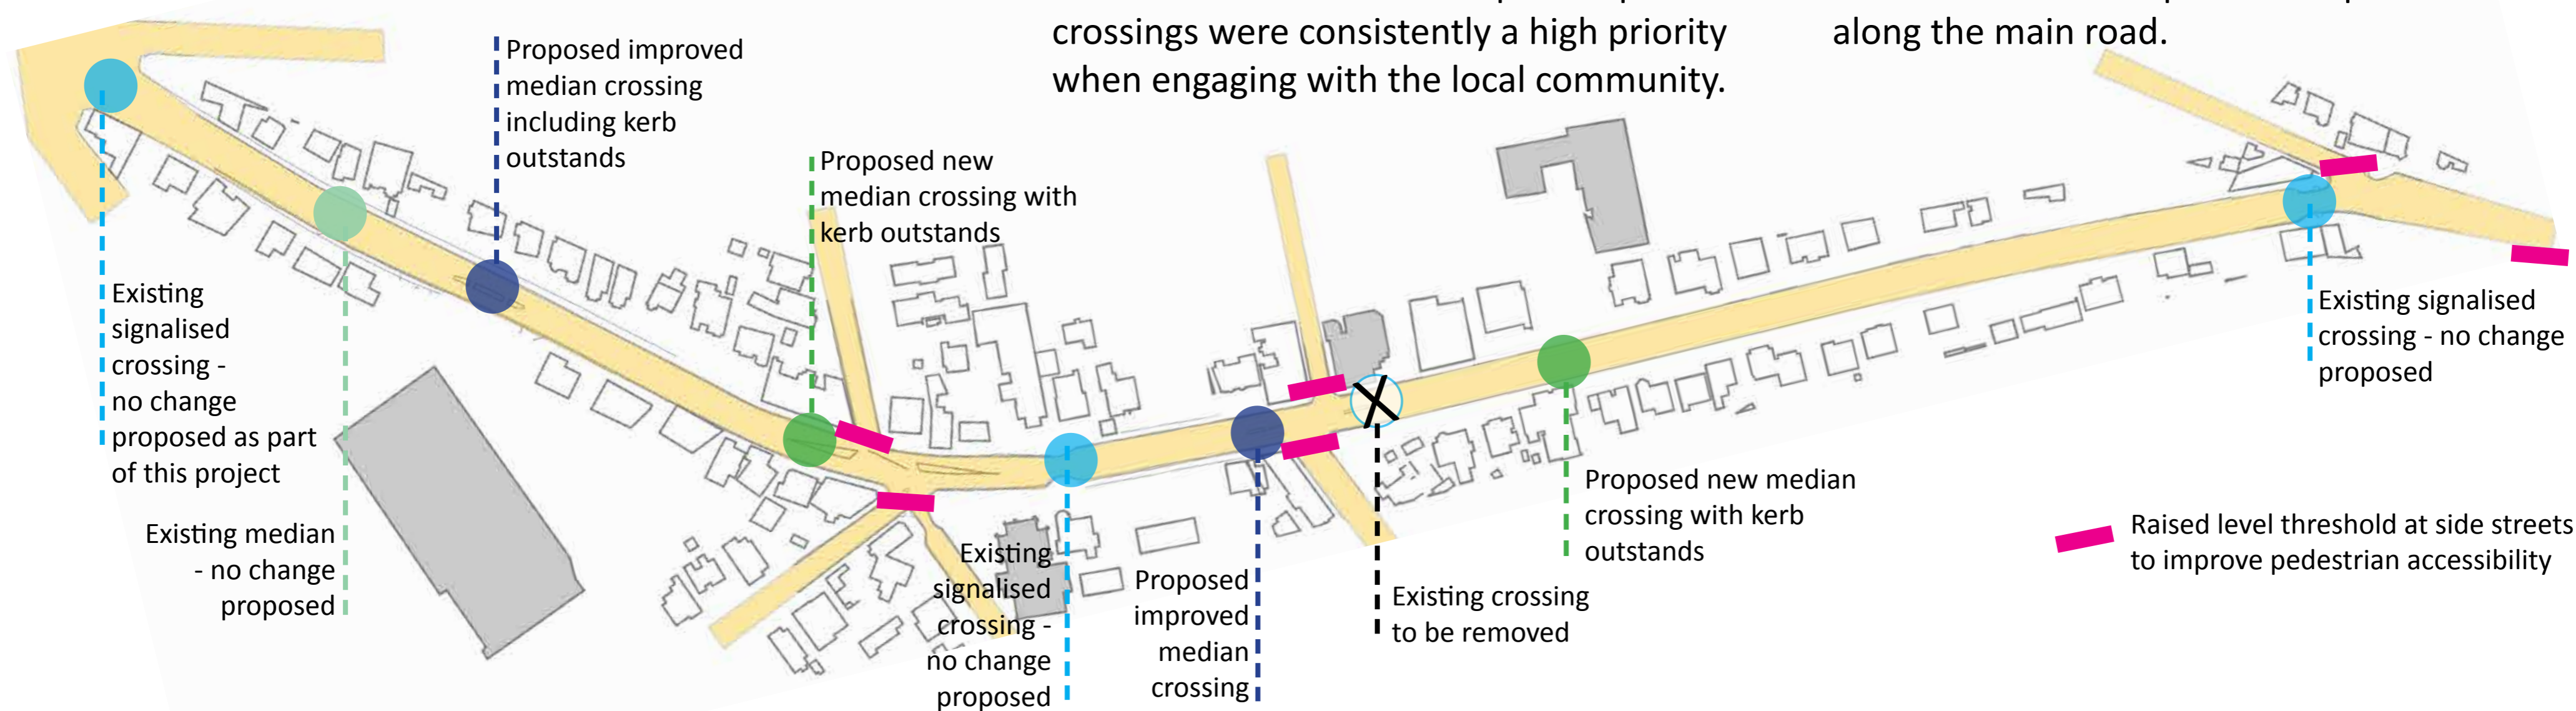 crossings were consistently a high priority
when engaging with the local community.
along the main road.
Proposed improved
median crossing
including kerb
outstands
Proposed new
median crossing with
kerb outstands
Existing
signalised
crossing -
no change
proposed as part
of this project
Existing median
- no change
proposed
Existing
signalised
crossing -
no change
proposed
Proposed
improved
median
crossing
Existing crossing
to be removed
Proposed new median
crossing with kerb
outstands
Existing signalised
crossing - no change
proposed
Raised level threshold at side streets
to improve pedestrian accessibility